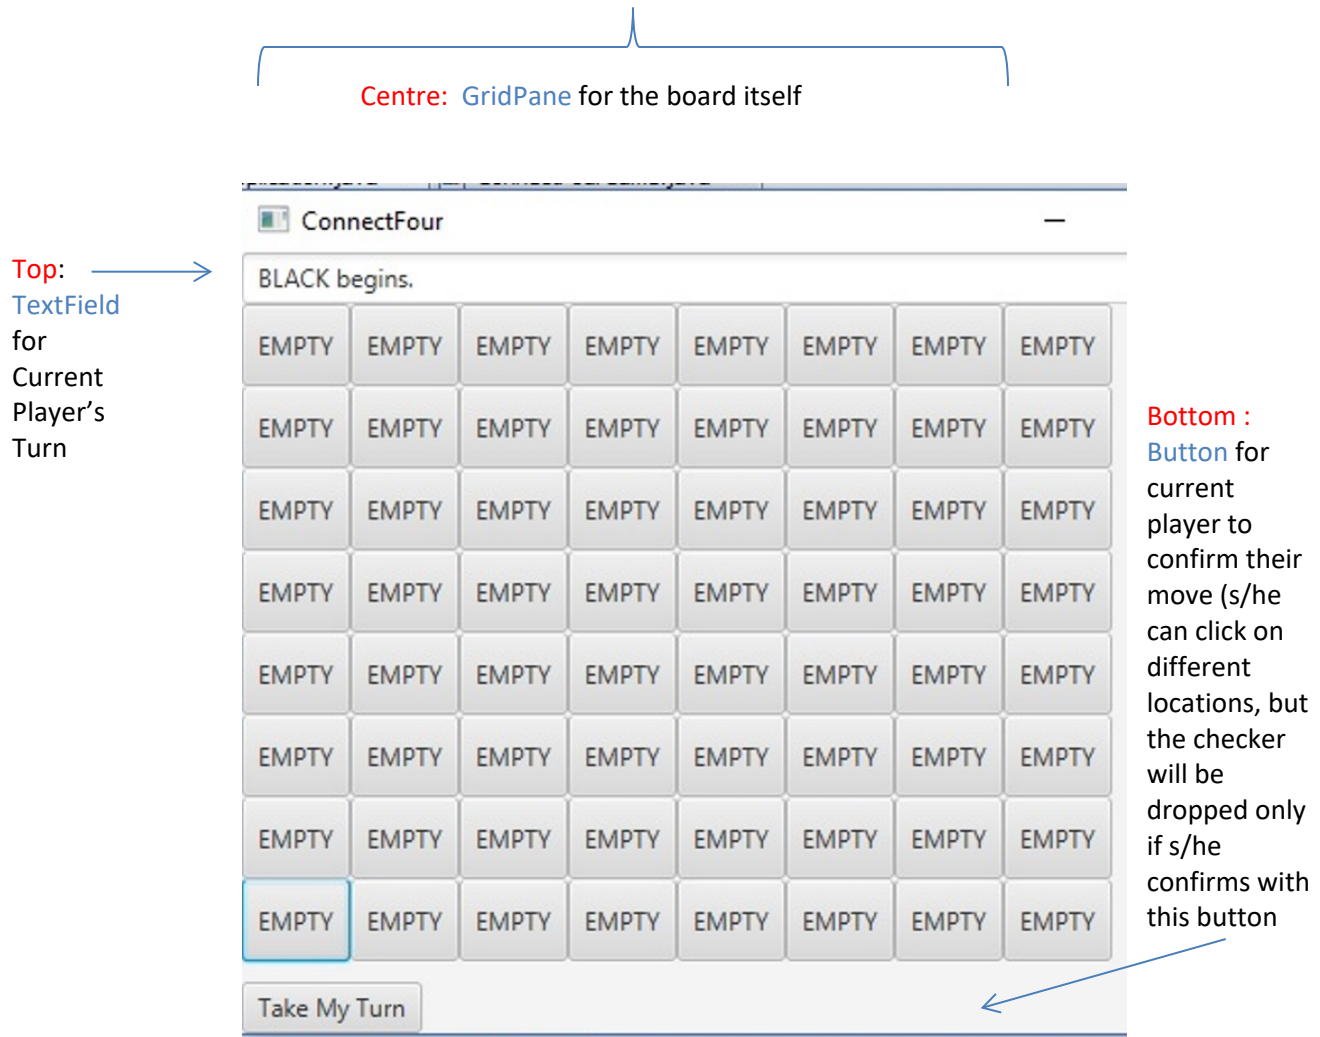 Centre: GridPane for the board itself
ConnectFour
Top:
TextField
for
Current
Player’s
Turn
BLACK begins.
EMPTY EMPTY EMPTY EMPTY EMPTY EMPTY EMPTY EMPTY
EMPTY EMPTY EMPTY EMPTY EMPTY EMPTY EMPTY EMPTY
EMPTY EMPTY EMPTY EMPTY EMPTY EMPTY EMPTY EMPTY
EMPTY EMPTY EMPTY EMPTY EMPTY EMPTY EMPTY EMPTY
EMPTY EMPTY EMPTY EMPTY EMPTY EMPTY EMPTY EMPTY
EMPTY EMPTY EMPTY EMPTY EMPTY EMPTY EMPTY EMPTY
EMPTY EMPTY EMPTY EMPTY EMPTY EMPTY EMPTY EMPTY
EMPTY EMPTY EMPTY EMPTY EMPTY EMPTY EMPTY EMPTY
Take My Turn
Bottom :
Button for
current
player to
confirm their
move (s/he
can click on
different
locations, but
the checker
will be
dropped only
if s/he
confirms with
this button